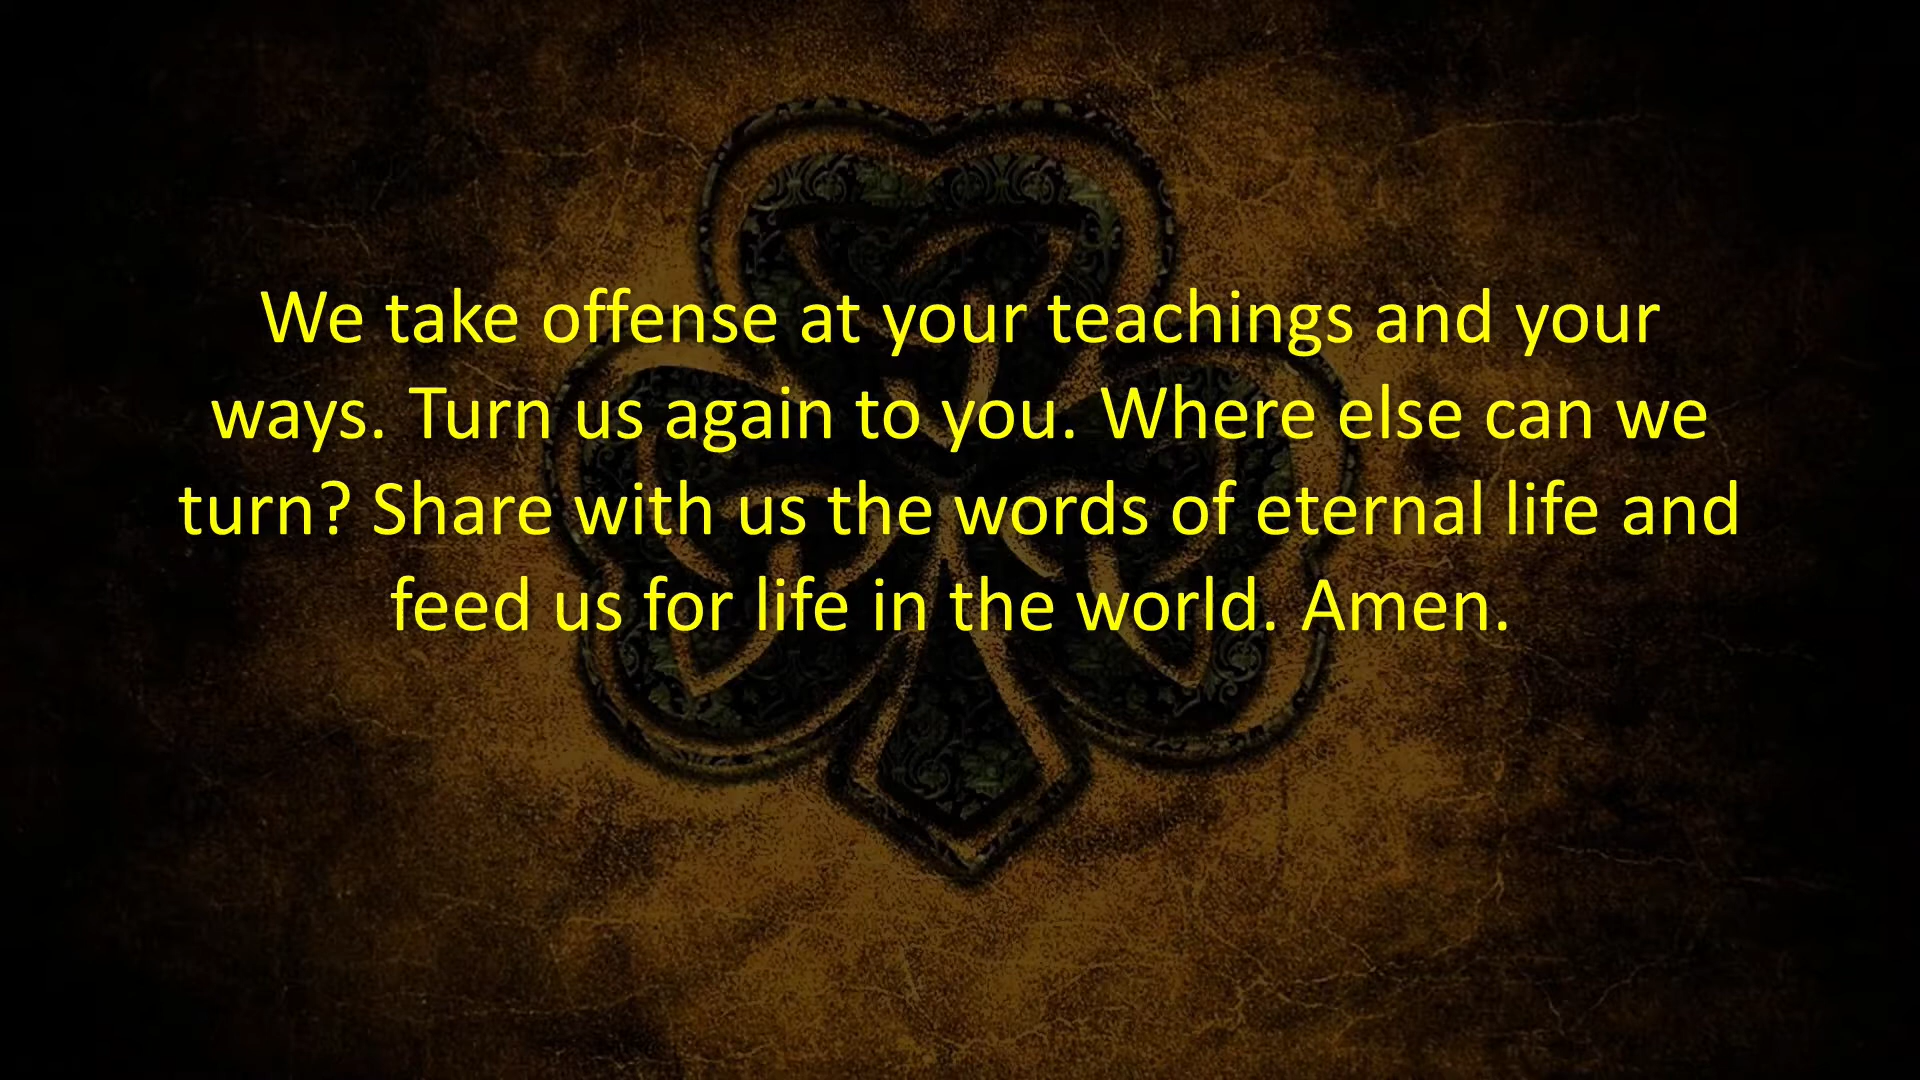 We take offense at your teachings and your
ways. Turn us again to you. Where else can we
turn? Share with us the words of eternal life and
feed us for life in the world. Amen.